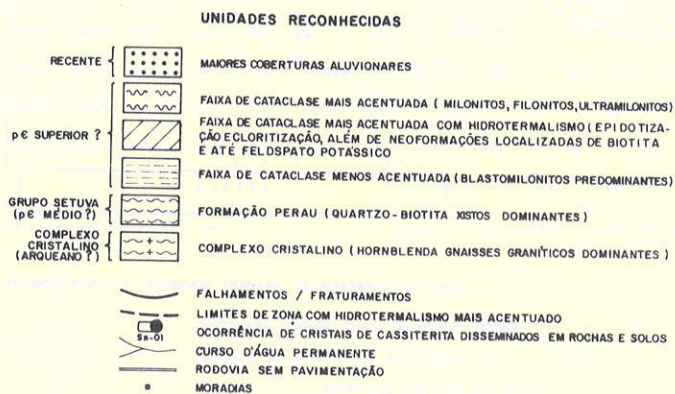 UNIDADES RECONHECIDAS
RECENTE
MAIORES COBERTURAS ALUVIONARES
p€ SUPERIOR ?
FAIXA DE CATACLASE MAIS ACENTUADA ( MILONITOS, FILONITOS, ULTRAMILONITOS)
FAIXA DE CATACLASE MAIS ACENTUADA COM HIDROTERMALISMO ( EPIDOTIZA-
ÇÃO E CLORITIZAÇÃO, ALÉM DE NEOFORMAÇÕES LOCALIZADAS DE BIOTITA
E ATÉ FELDSPATO POTÁSSICO
FAIXA DE CATACLASE MENOS ACENTUADA (BLASTOMILONITOS PREDOMINANTES)
GRUPO SETUVA
(p€ MÉDIO ?)
FORMAÇÃO PERAU ( QUARTZO-BIOTITA XISTOS DOMINANTES )
COMPLEXO
CRISTALINO
(ARQUEANO ?)
COMPLEXO CRISTALINO (HORNBLENDA GNAISSES GRANÍTICOS DOMINANTES )
FALHAMENTOS / FRATURAMENTOS
LIMITES DE ZONA COM HIDROTERMALISMO MAIS ACENTUADO
Sn-01
OCORRÊNCIA DE CRISTAIS DE CASSITERITA DISSEMINADOS EM ROCHAS E SOLOS
CURSO D'ÁGUA PERMANENTE
RODOVIA SEM PAVIMENTAÇÃO
MORADIAS